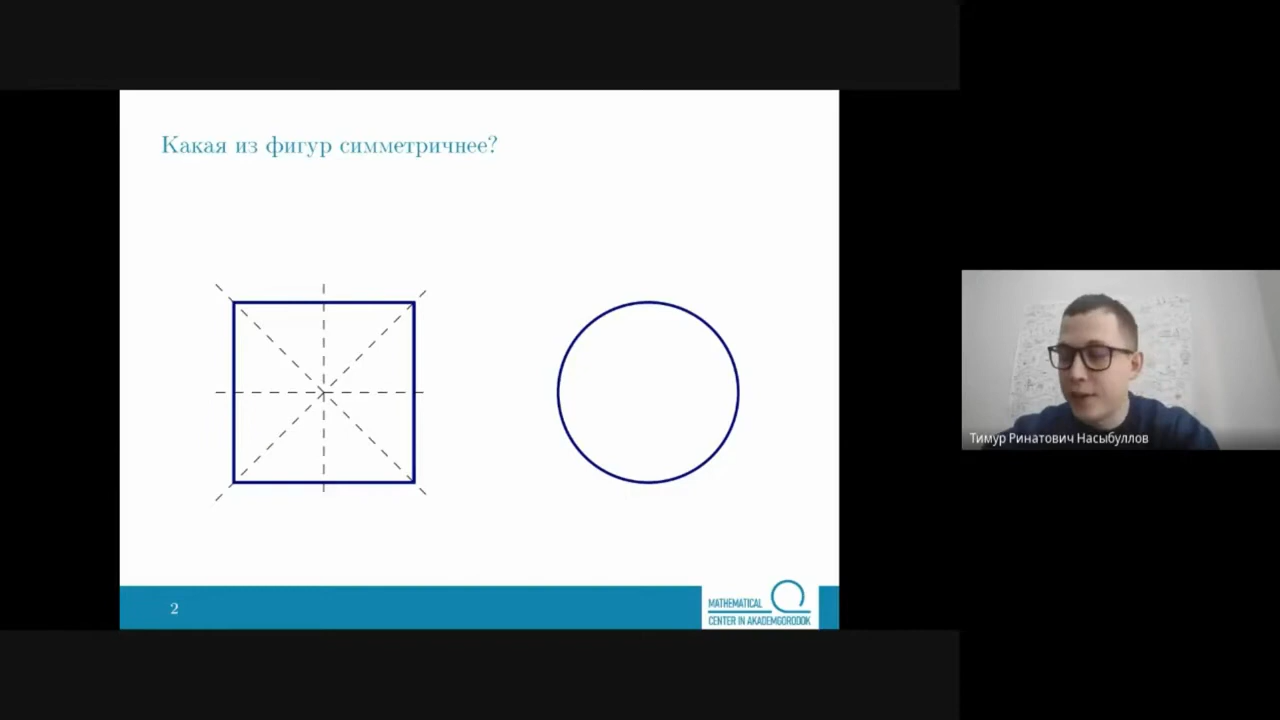 Какая из фигур симметричнее?
Тимур Ринатович Насыбуллов
2
MATHEMATICAL
CENTER IN AKADEMGORODOK